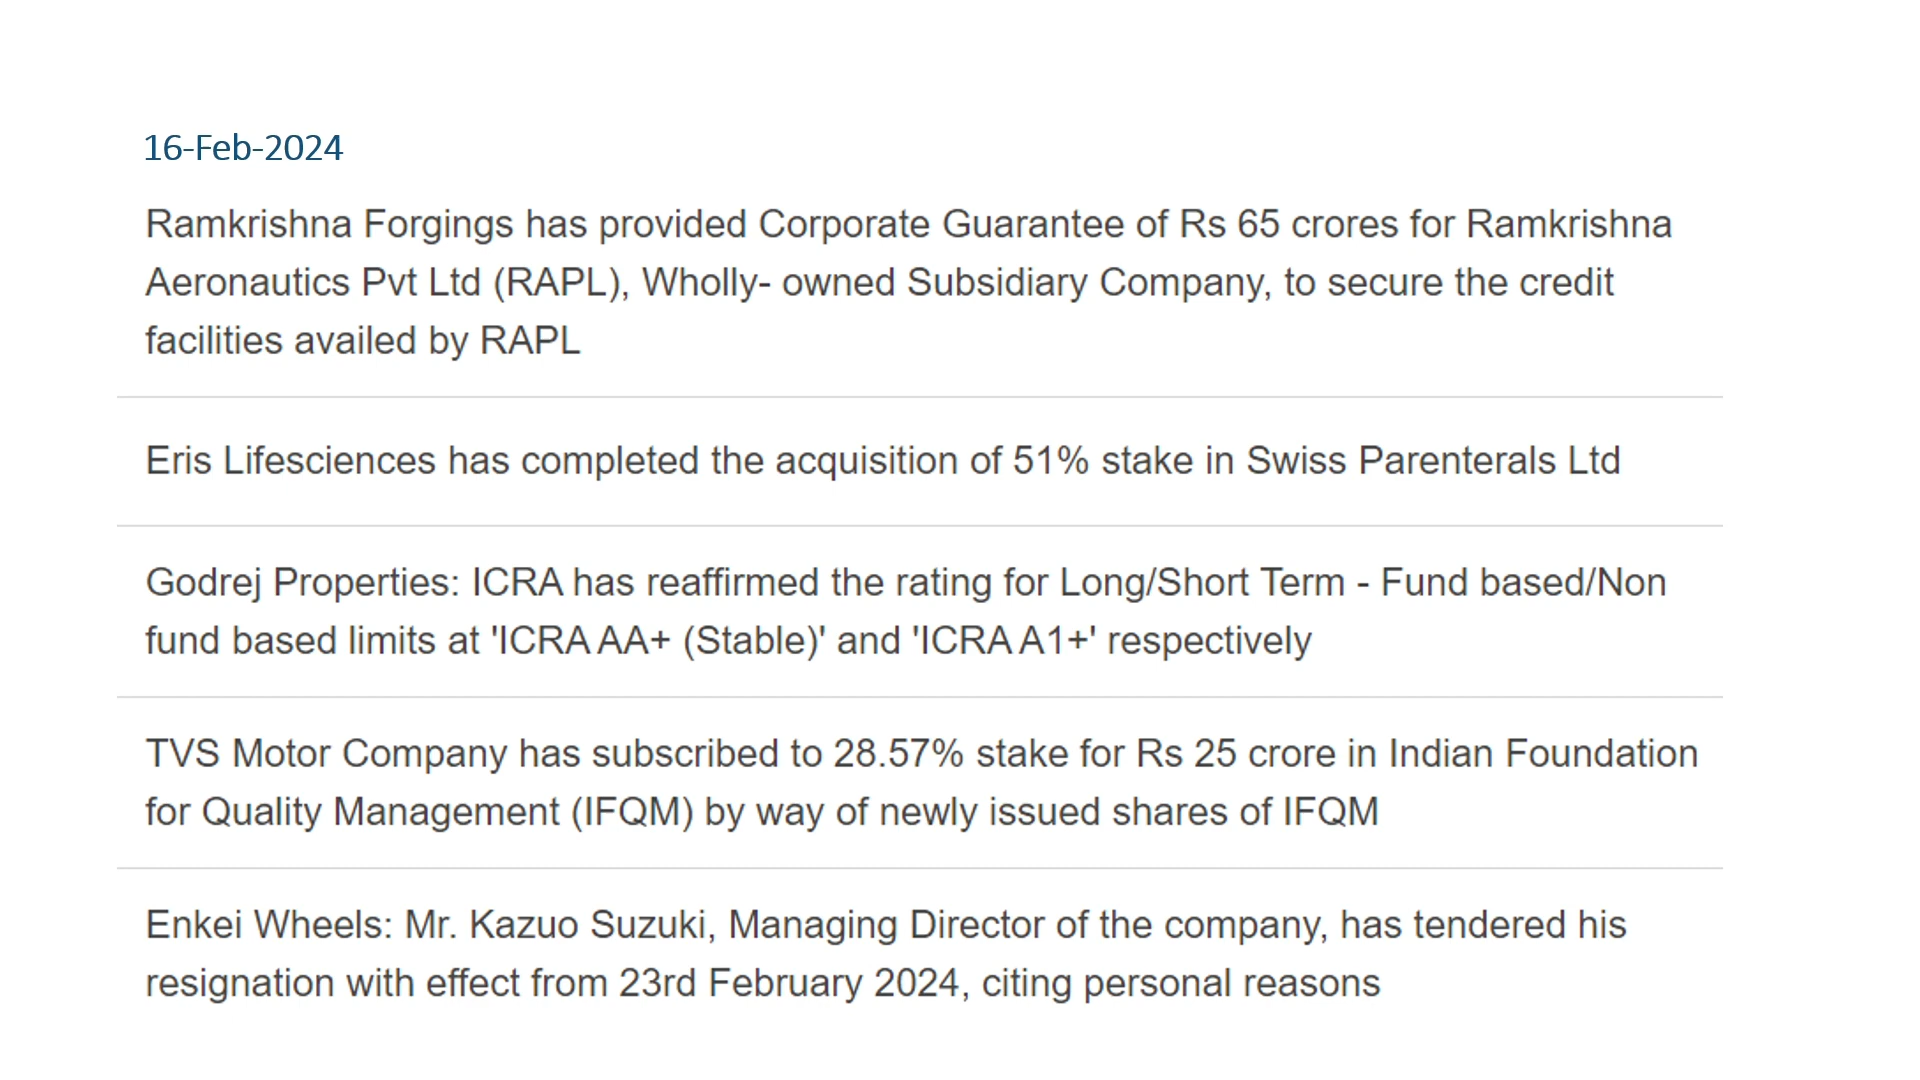 16-Feb-2024
Ramkrishna Forgings has provided Corporate Guarantee of Rs 65 crores for Ramkrishna
Aeronautics Pvt Ltd (RAPL), Wholly- owned Subsidiary Company, to secure the credit
facilities availed by RAPL
Eris Lifesciences has completed the acquisition of 51% stake in Swiss Parenterals Ltd
Godrej Properties: ICRA has reaffirmed the rating for Long/Short Term - Fund based/Non
fund based limits at 'ICRA AA+ (Stable)' and 'ICRA A1+' respectively
TVS Motor Company has subscribed to 28.57% stake for Rs 25 crore in Indian Foundation
for Quality Management (IFQM) by way of newly issued shares of IFQM
Enkei Wheels: Mr. Kazuo Suzuki, Managing Director of the company, has tendered his
resignation with effect from 23rd February 2024, citing personal reasons